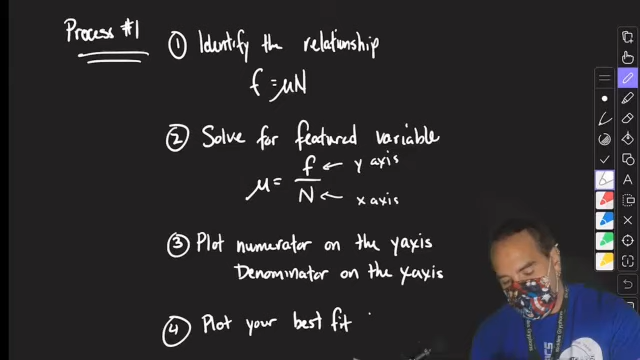 Process #1
① Identify the relationship
f = μN
② Solve for featured variable
μ = f/N
← y axis
← x axis
③ Plot numerator on the y axis
Denominator on the x axis
④ Plot your best fit